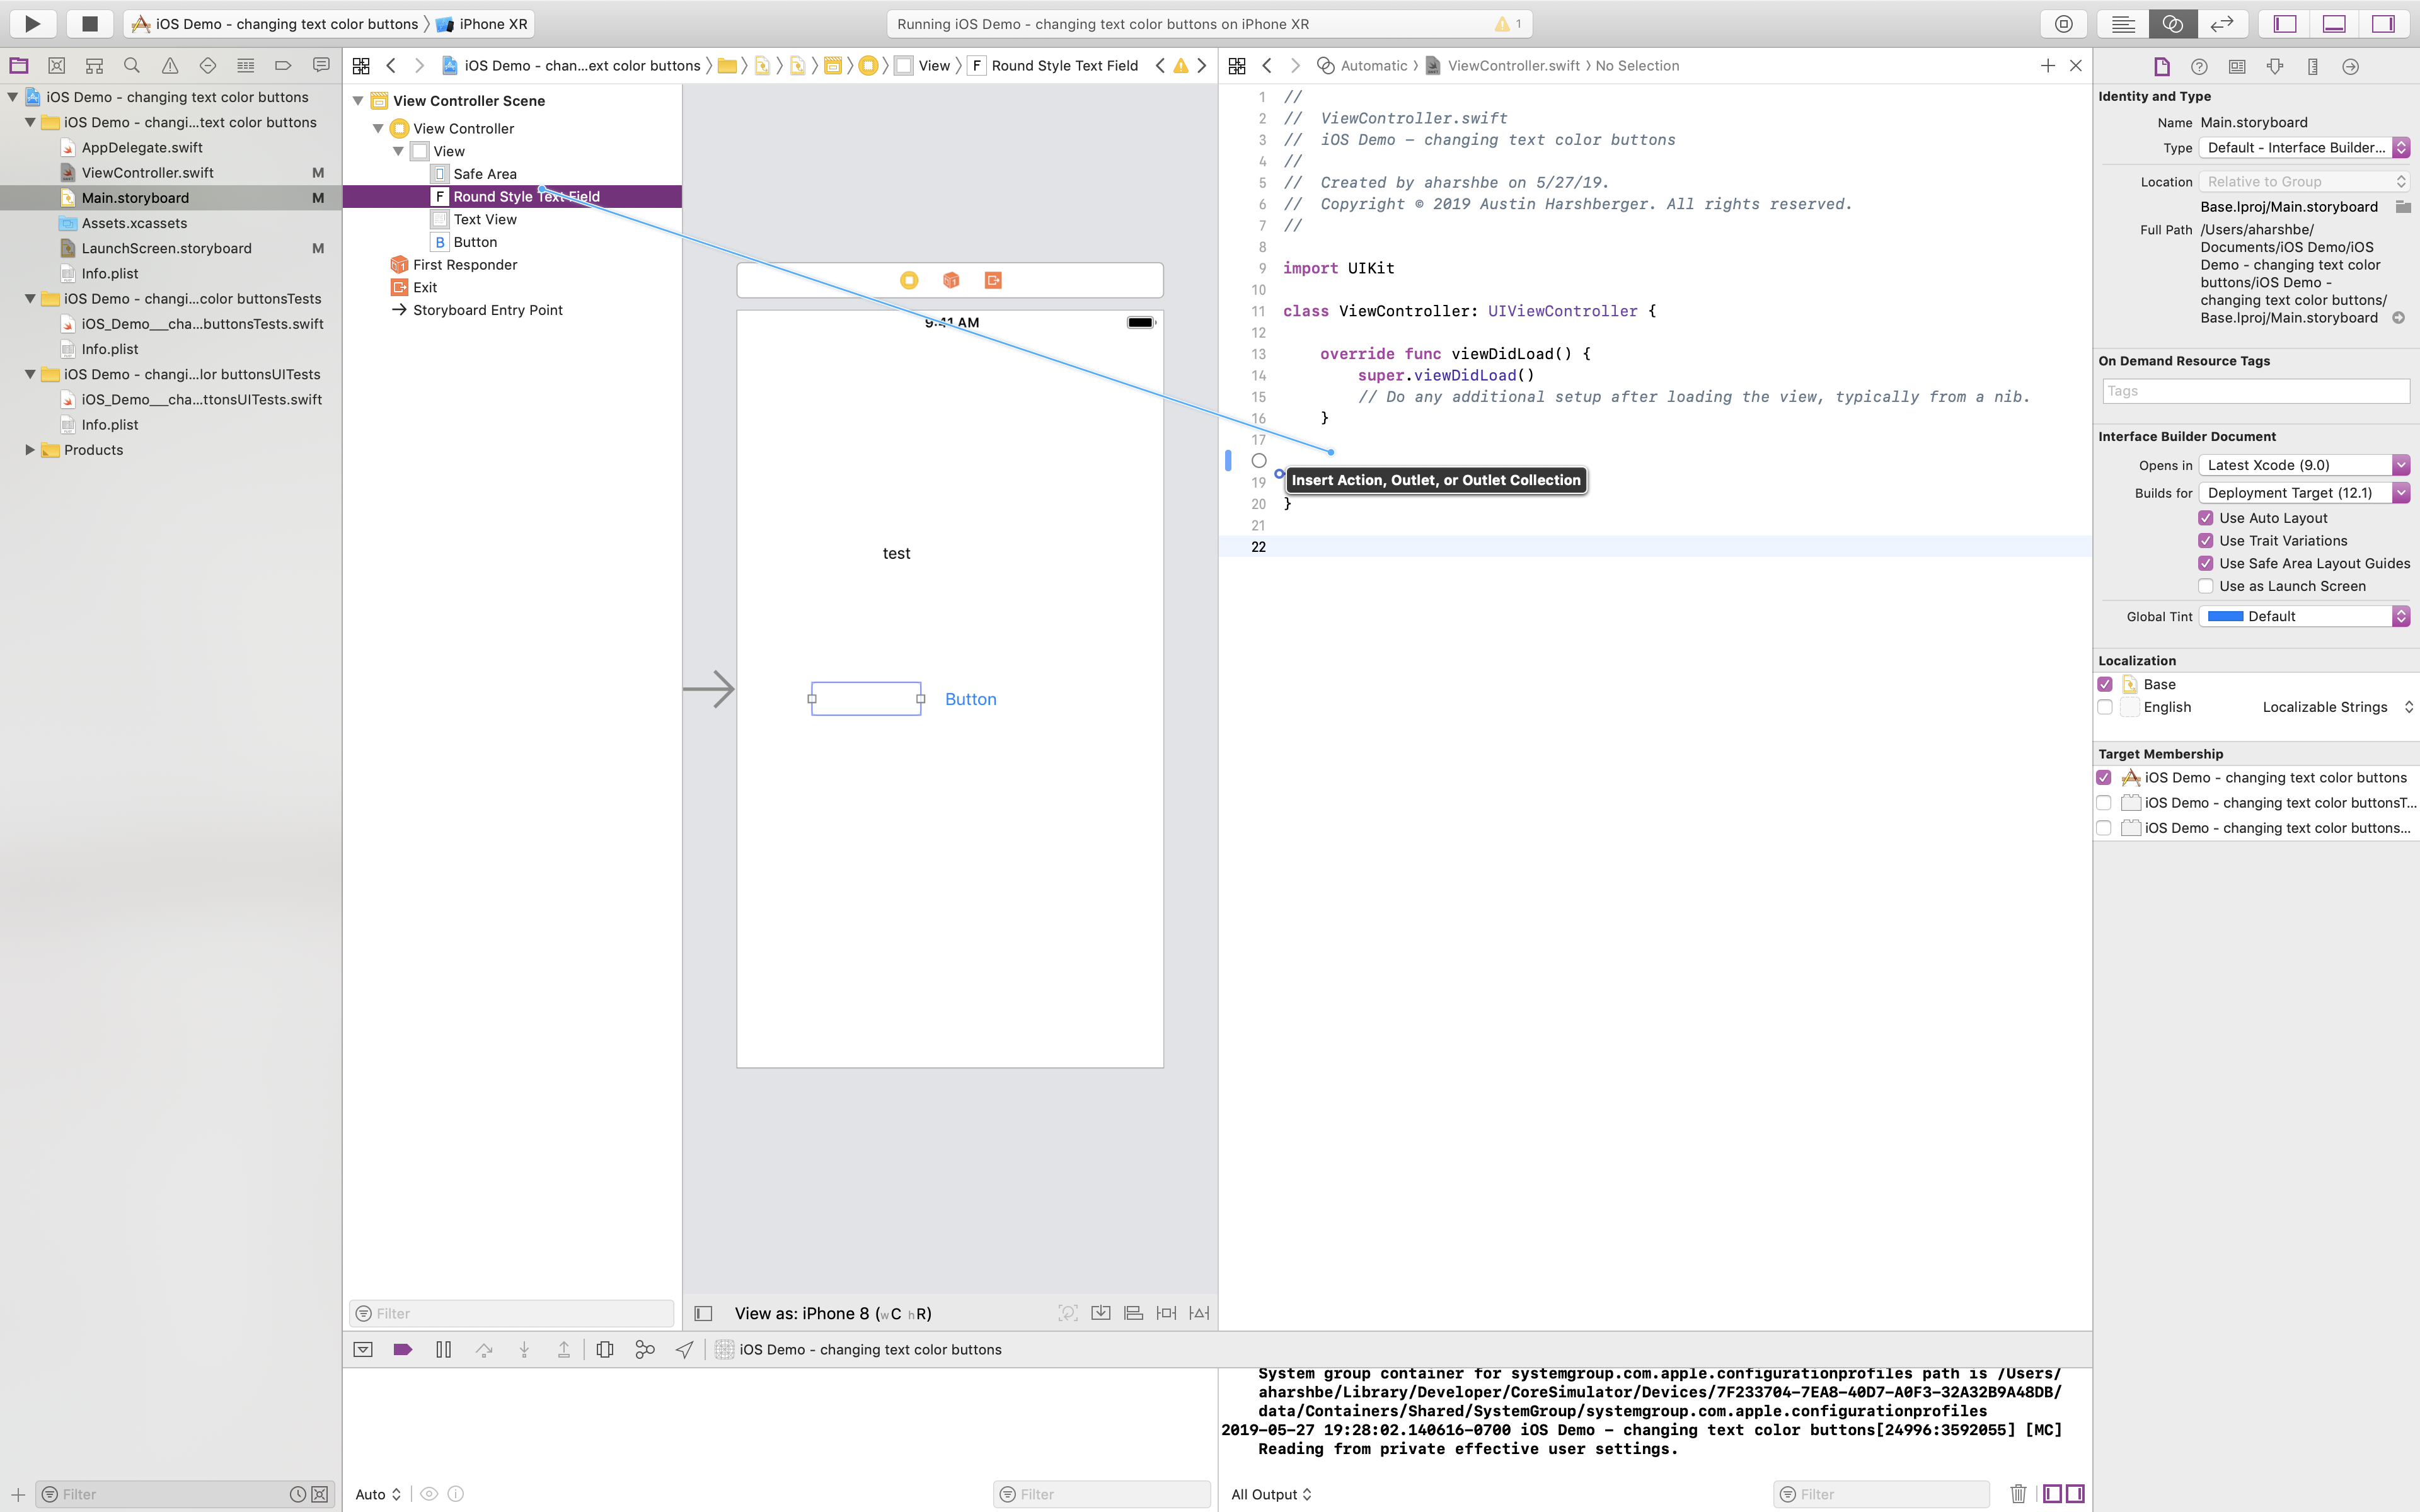 iOS Demo - changing text color buttons 〉 iPhone XR
Running iOS Demo - changing text color buttons on iPhone XR
1
iOS Demo - changing text color buttons
iOS Demo - changi...text color buttons
AppDelegate.swift
ViewController.swift M
Main.storyboard M
Assets.xcassets
LaunchScreen.storyboard M
Info.plist
iOS Demo - changi...color buttonsTests
iOS_Demo___cha...buttonsTests.swift
Info.plist
iOS Demo - changi...lor buttonsUITests
iOS_Demo___cha...ttonsUITests.swift
Info.plist
Products
Filter
iOS Demo - chan...ext color buttons 〉 View 〉 F Round Style Text Field
View Controller Scene
View Controller
View
Safe Area
F Round Style Text Field
Text View
B Button
First Responder
Exit
Storyboard Entry Point
Filter
9:41 AM
test
Button
View as: iPhone 8 (wC hR)
Automatic 〉 ViewController.swift 〉 No Selection
1 //
2 //  ViewController.swift
3 //  iOS Demo - changing text color buttons
4 //
5 //  Created by aharshbe on 5/27/19.
6 //  Copyright © 2019 Austin Harshberger. All rights reserved.
7 //
8
9 import UIKit
10
11 class ViewController: UIViewController {
12
13     override func viewDidLoad() {
14         super.viewDidLoad()
15         // Do any additional setup after loading the view, typically from a nib.
16     }
17
Insert Action, Outlet, or Outlet Collection
19
20 }
21
22
iOS Demo - changing text color buttons
Auto
Filter
System group container for systemgroup.com.apple.configurationprofiles path is /Users/
aharshbe/Library/Developer/CoreSimulator/Devices/7F233704-7EA8-40D7-A0F3-32A32B9A48DB/
data/Containers/Shared/SystemGroup/systemgroup.com.apple.configurationprofiles
2019-05-27 19:28:02.140616-0700 iOS Demo - changing text color buttons[24996:3592055] [MC]
Reading from private effective user settings.
All Output
Filter
Identity and Type
Name Main.storyboard
Type Default - Interface Builder...
Location Relative to Group
Base.lproj/Main.storyboard
Full Path /Users/aharshbe/
Documents/iOS Demo/iOS
Demo - changing text color
buttons/iOS Demo -
changing text color buttons/
Base.lproj/Main.storyboard
On Demand Resource Tags
Tags
Interface Builder Document
Opens in Latest Xcode (9.0)
Builds for Deployment Target (12.1)
Use Auto Layout
Use Trait Variations
Use Safe Area Layout Guides
Use as Launch Screen
Global Tint Default
Localization
Base
English Localizable Strings
Target Membership
iOS Demo - changing text color buttons
iOS Demo - changing text color buttonsT...
iOS Demo - changing text color buttons...